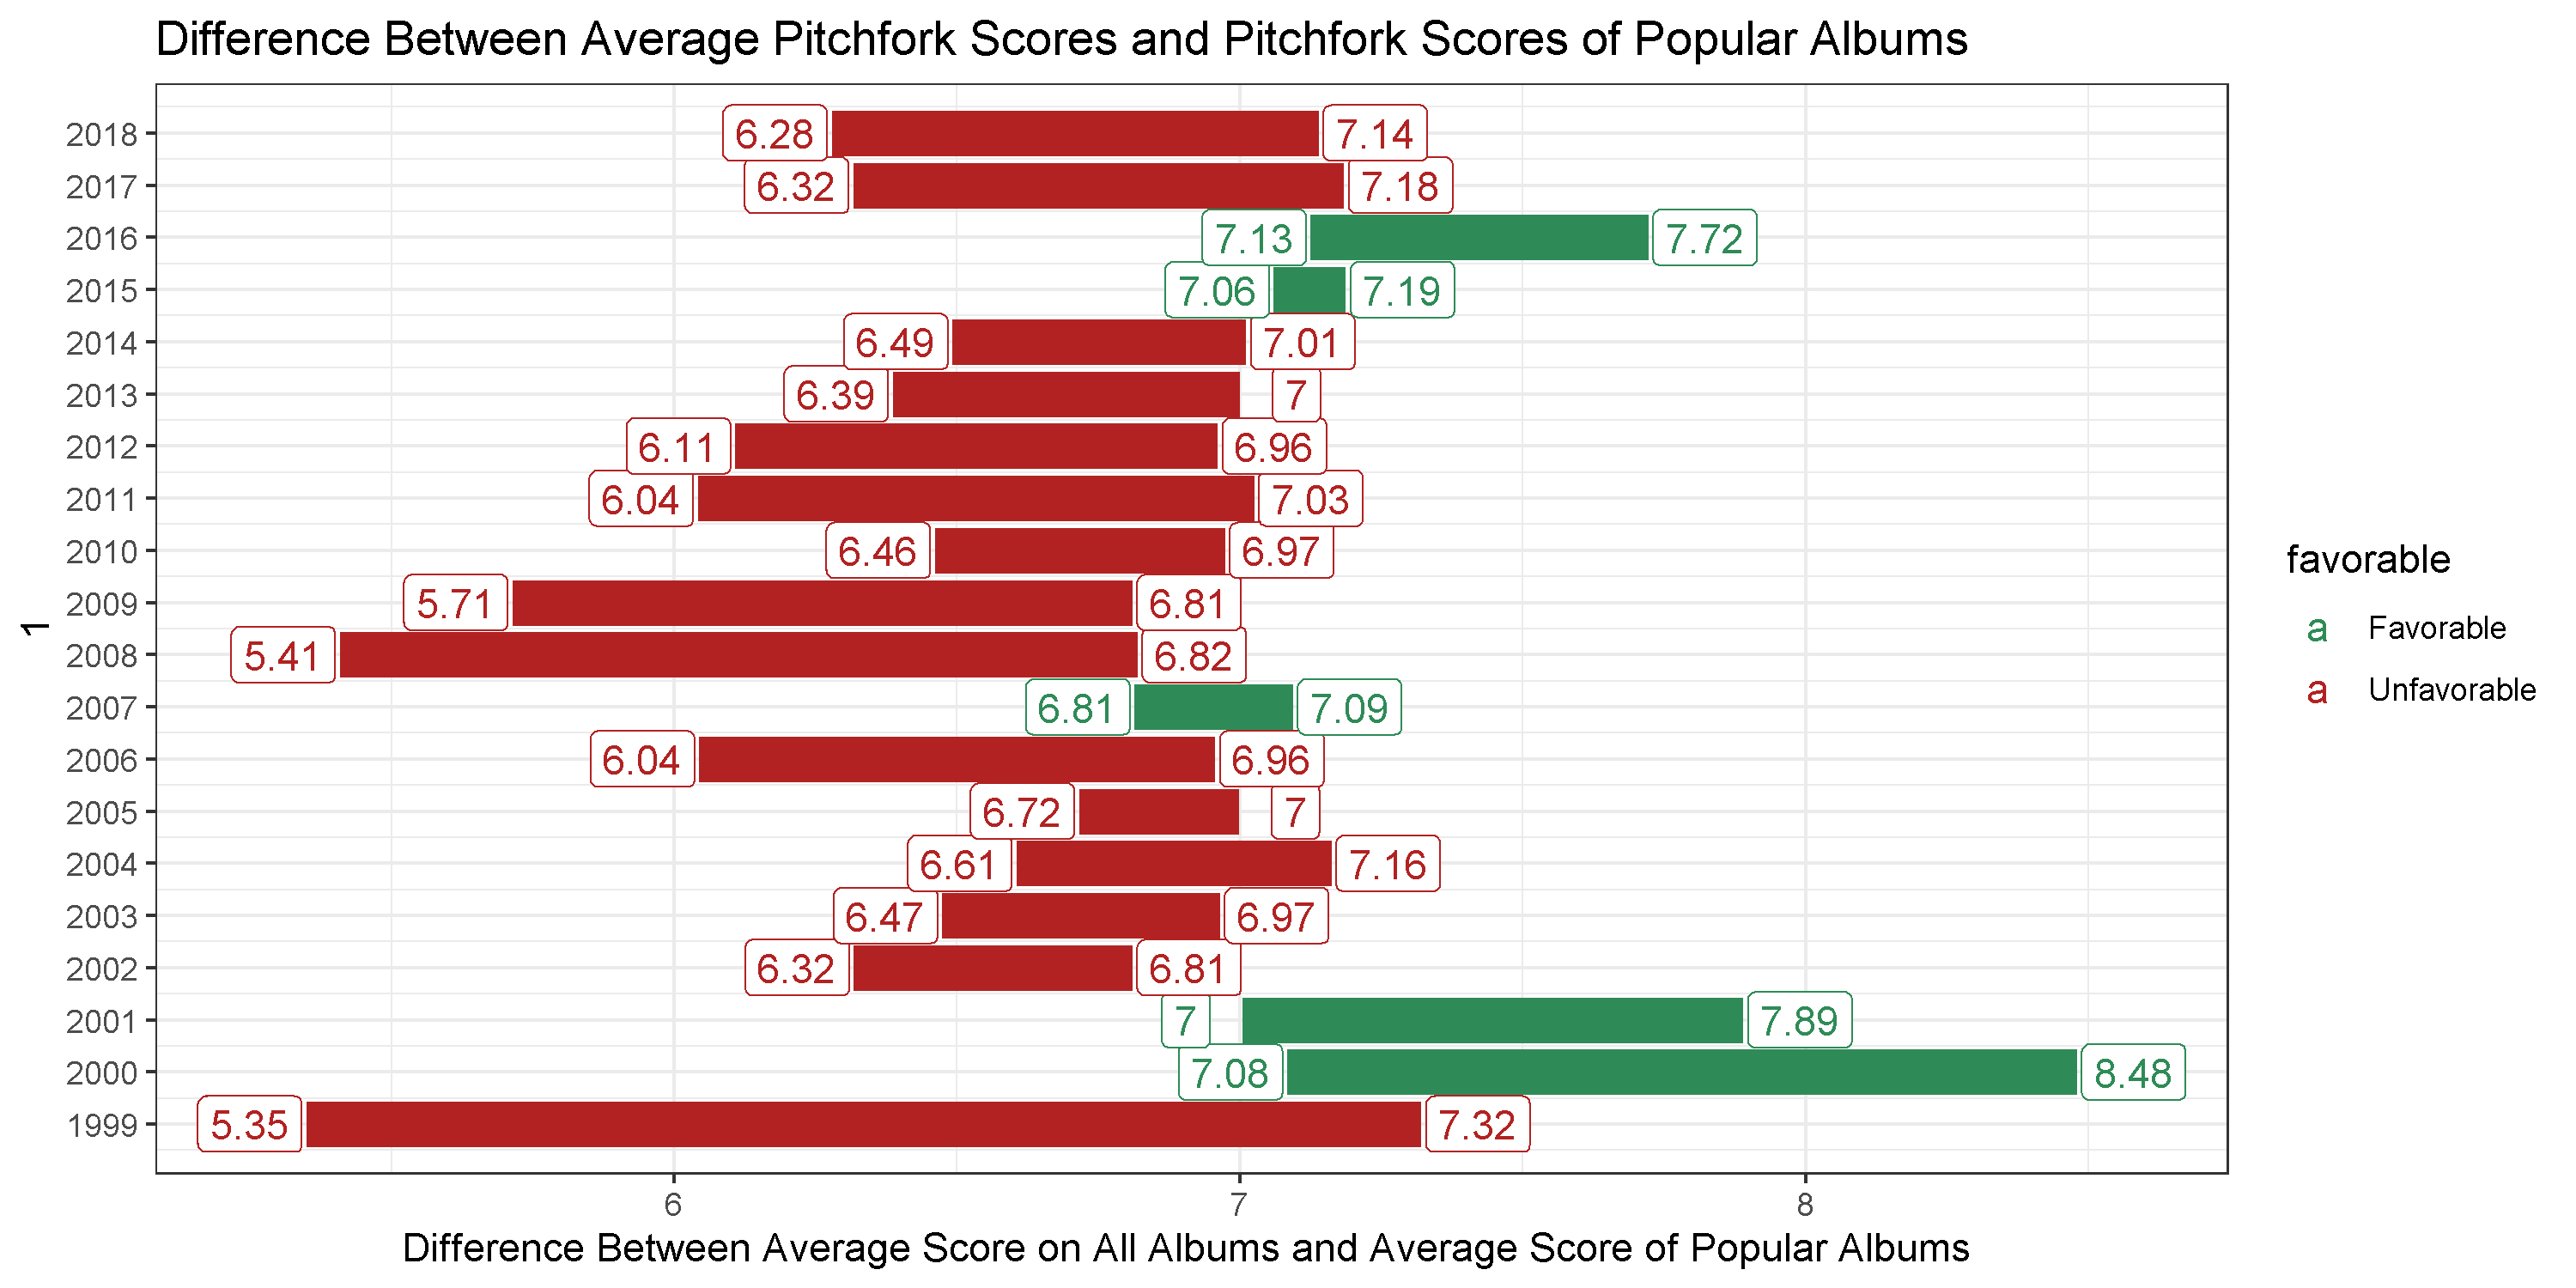 Difference Between Average Pitchfork Scores and Pitchfork Scores of Popular Albums
2018 6.28 7.14
2017 6.32 7.18
2016 7.13 7.72
2015 7.06 7.19
2014 6.49 7.01
2013 6.39 7
2012 6.11 6.96
2011 6.04 7.03
2010 6.46 6.97
2009 5.71 6.81
2008 5.41 6.82
2007 6.81 7.09
2006 6.04 6.96
2005 6.72 7
2004 6.61 7.16
2003 6.47 6.97
2002 6.32 6.81
2001 7 7.89
2000 7.08 8.48
1999 5.35 7.32
1
6 7 8
Difference Between Average Score on All Albums and Average Score of Popular Albums
favorable
a Favorable
a Unfavorable